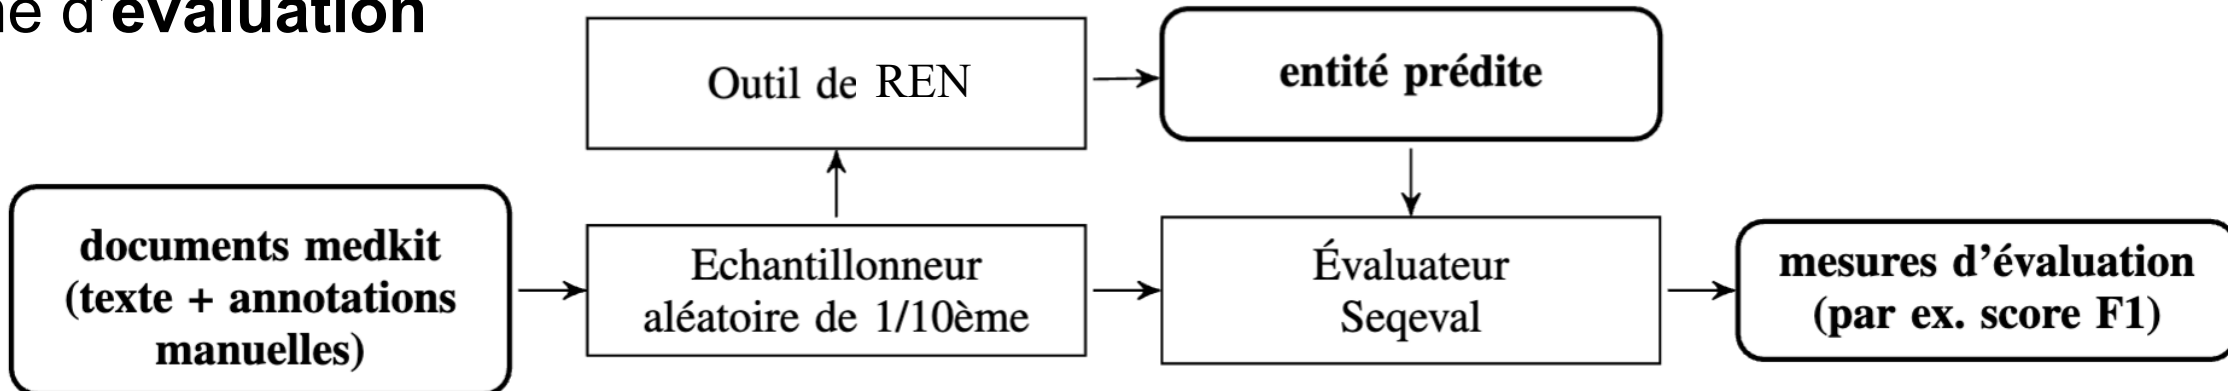 d'évaluation
Outil de REN
entité prédite
documents medkit
(texte + annotations
manuelles)
Echantillonneur
aléatoire de 1/10ème
Évaluateur
Seqeval
mesures d'évaluation
(par ex. score F1)